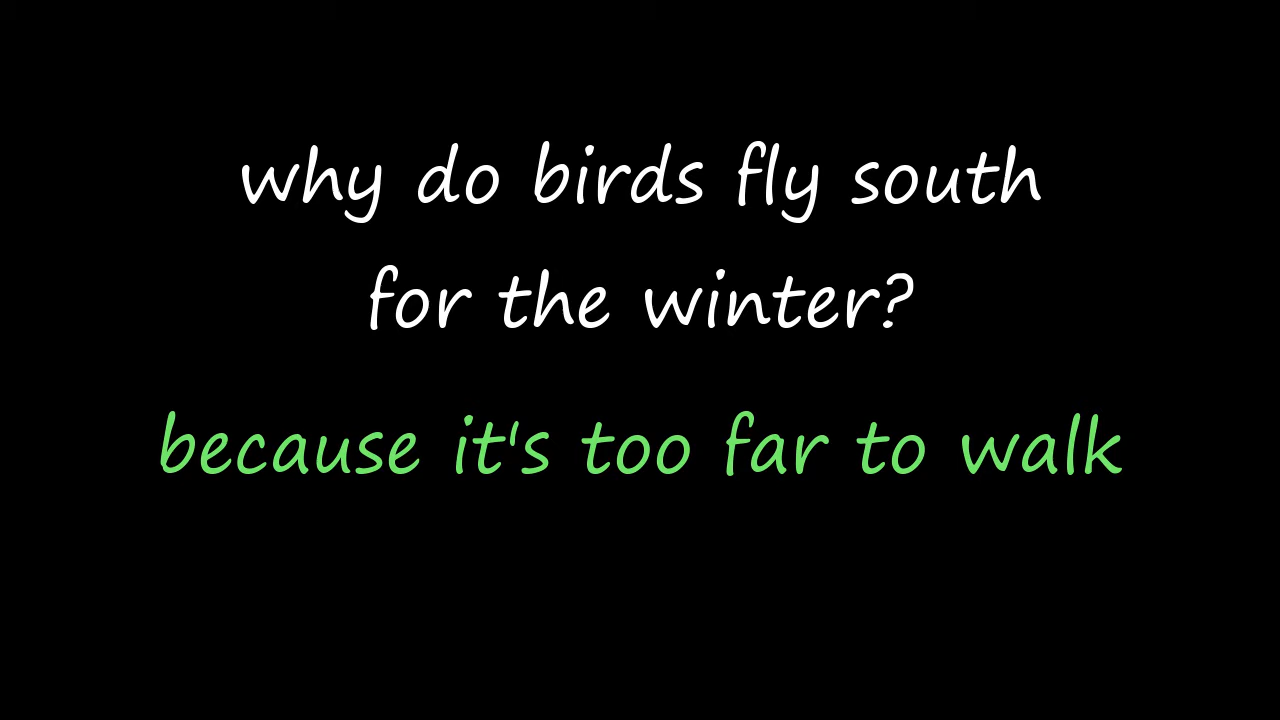 why do birds fly south
for the winter?
because it's too far to walk